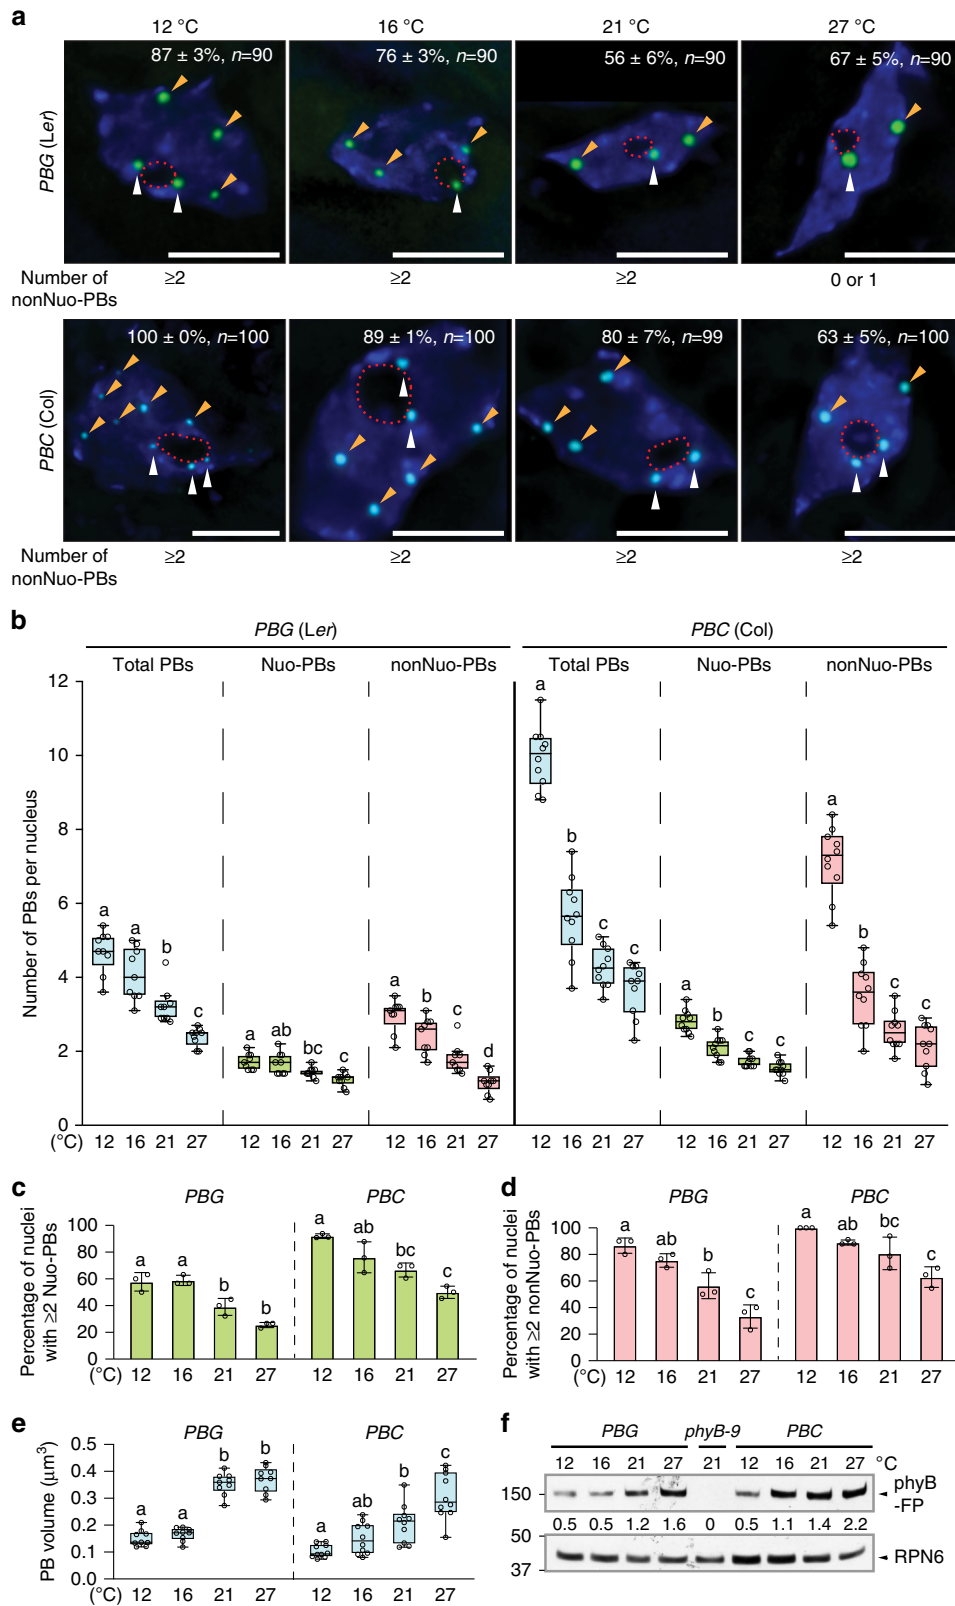 a
12 °C 16 °C 21 °C 27 °C
PBG (Ler)
87 ± 3%, n=90 76 ± 3%, n=90 56 ± 6%, n=90 67 ± 5%, n=90
Number of nonNuo-PBs ≥2 ≥2 ≥2 0 or 1
PBC (Col)
100 ± 0%, n=100 89 ± 1%, n=100 80 ± 7%, n=99 63 ± 5%, n=100
Number of nonNuo-PBs ≥2 ≥2 ≥2 ≥2
b
PBG (Ler) PBC (Col)
Total PBs Nuo-PBs nonNuo-PBs Total PBs Nuo-PBs nonNuo-PBs
Number of PBs per nucleus
12
10
8
6
4
2
0
a a b c a ab bc c a b c d a b c c a b c c a b c c
(°C) 12 16 21 27 12 16 21 27 12 16 21 27 12 16 21 27 12 16 21 27 12 16 21 27
c
PBG PBC
Percentage of nuclei with ≥2 Nuo-PBs
100
80
60
40
20
0
a a b b a ab bc c
(°C) 12 16 21 27 12 16 21 27
d
PBG PBC
Percentage of nuclei with ≥2 nonNuo-PBs
100
80
60
40
20
0
a ab b c a ab bc c
(°C) 12 16 21 27 12 16 21 27
e
PBG PBC
PB volume (μm³)
0.5
0.4
0.3
0.2
0.1
0.0
a a b b a ab b c
(°C) 12 16 21 27 12 16 21 27
f
PBG phyB-9 PBC
12 16 21 27 21 12 16 21 27 °C
150 phyB-FP
0.5 0.5 1.2 1.6 0 0.5 1.1 1.4 2.2
50
37 RPN6